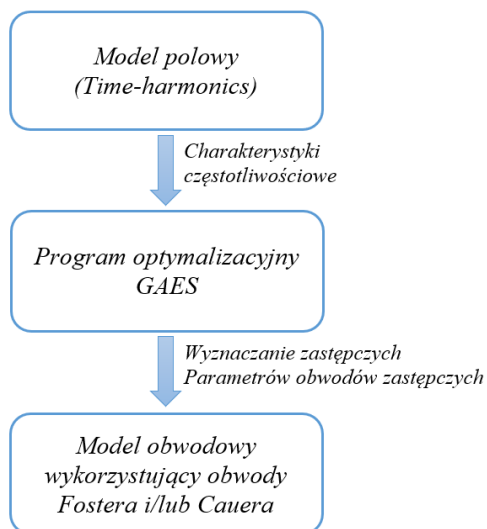 Model polowy
(Time-harmonics)
Charakterystyki
częstotliwościowe
Program optymalizacyjny
GAES
Wyznaczanie zastępczych
Parametrów obwodów zastępczych
Model obwodowy
wykorzystujący obwody
Fostera i/lub Cauera